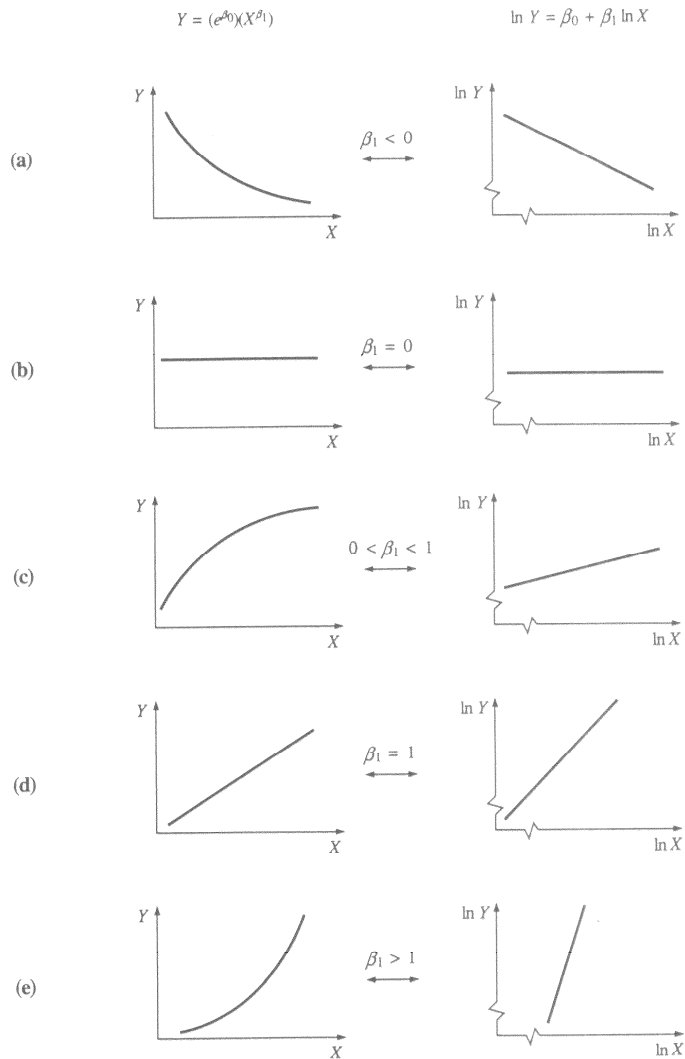 Y = (e^β₀)(X^β₁)    ln Y = β₀ + β₁ ln X
Y    ln Y
(a)    β₁ < 0
X    ln X
Y    ln Y
(b)    β₁ = 0
X    ln X
Y    ln Y
(c)    0 < β₁ < 1
X    ln X
Y    ln Y
(d)    β₁ = 1
X    ln X
Y    ln Y
(e)    β₁ > 1
X    ln X